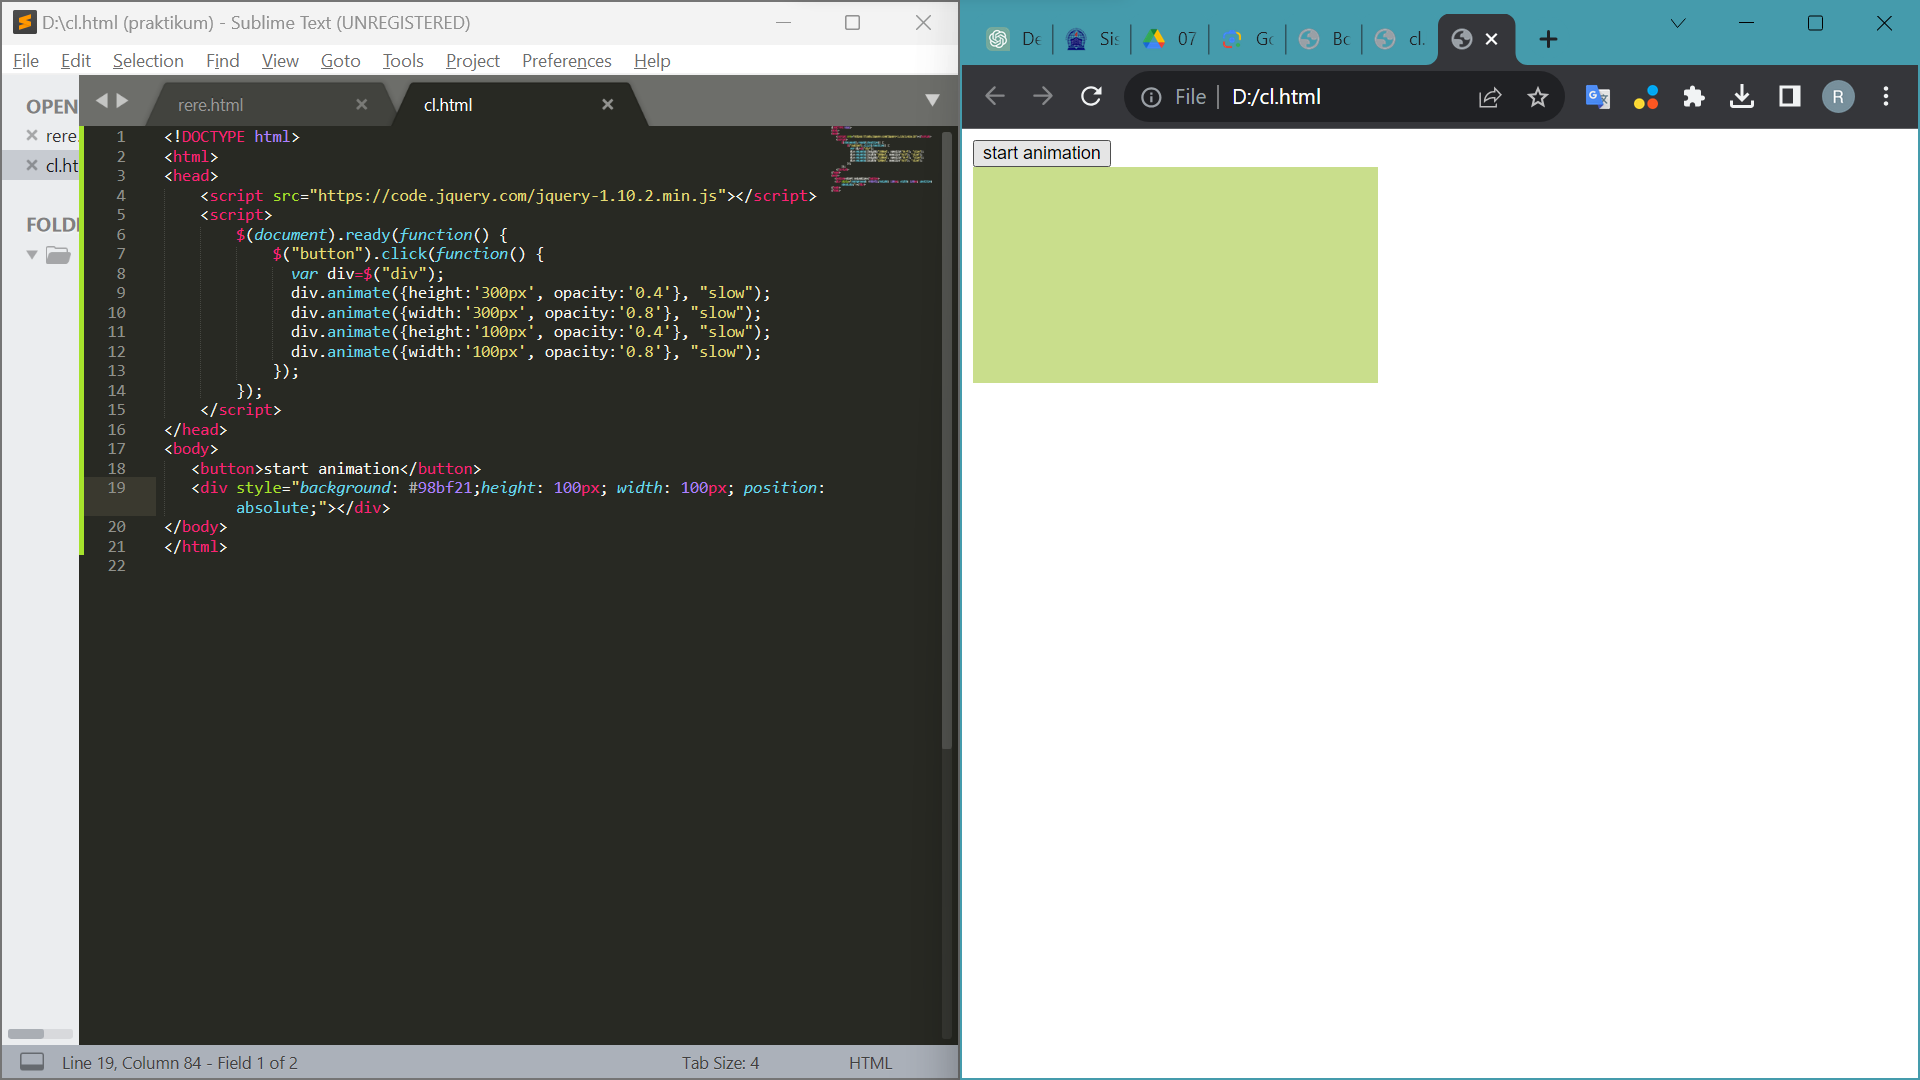 D:\cl.html (praktikum) - Sublime Text (UNREGISTERED)
File Edit Selection Find View Goto Tools Project Preferences Help
OPEN
rere.
cl.ht
FOLD
rere.html
cl.html
1 <!DOCTYPE html>
2 <html>
3 <head>
4 <script src="https://code.jquery.com/jquery-1.10.2.min.js"></script>
5 <script>
6 $(document).ready(function() {
7 $("button").click(function() {
8 var div=$("div");
9 div.animate({height:'300px', opacity:'0.4'}, "slow");
10 div.animate({width:'300px', opacity:'0.8'}, "slow");
11 div.animate({height:'100px', opacity:'0.4'}, "slow");
12 div.animate({width:'100px', opacity:'0.8'}, "slow");
13 });
14 });
15 </script>
16 </head>
17 <body>
18 <button>start animation</button>
19 <div style="background: #98bf21;height: 100px; width: 100px; position:
absolute;"></div>
20 </body>
21 </html>
22
Line 19, Column 84 - Field 1 of 2
Tab Size: 4
HTML
De
Sis
07
Go
Bo
cl.
File D:/cl.html
R
start animation